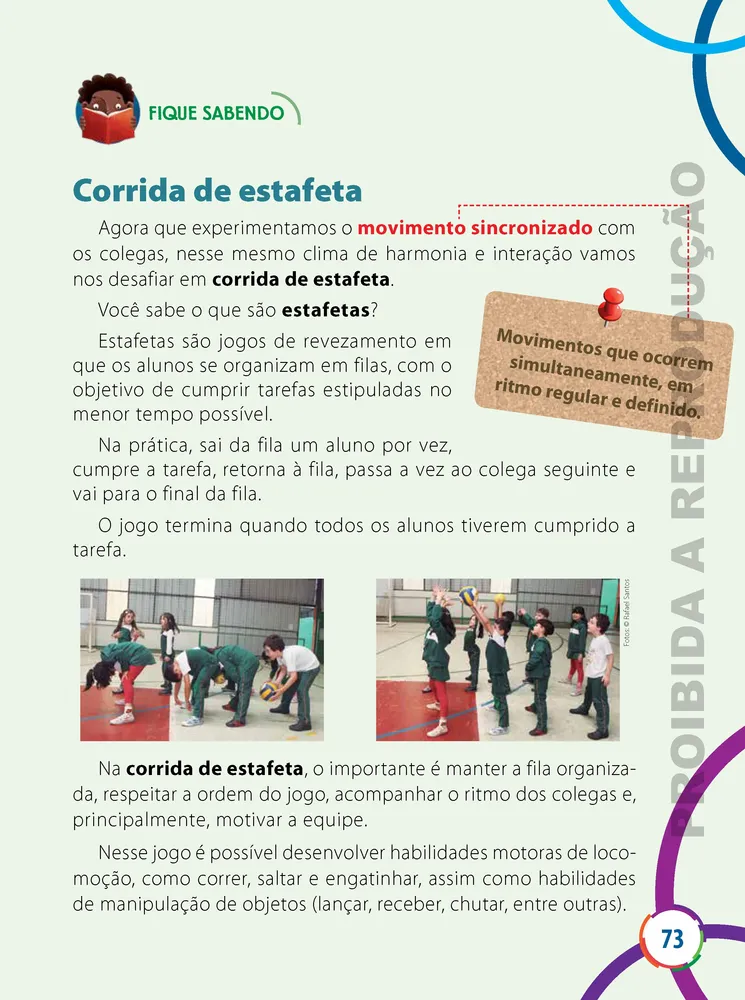 FIQUE SABENDO
Corrida de estafeta
Agora que experimentamos o movimento sincronizado com
os colegas, nesse mesmo clima de harmonia e interação vamos
nos desafiar em corrida de estafeta.
Você sabe o que são estafetas?
Estafetas são jogos de revezamento em
que os alunos se organizam em filas, com o
objetivo de cumprir tarefas estipuladas no
menor tempo possível.
Movimentos que ocorrem
simultaneamente, em
ritmo regular e definido.
Na prática, sai da fila um aluno por vez,
cumpre a tarefa, retorna à fila, passa a vez ao colega seguinte e
vai para o final da fila.
O jogo termina quando todos os alunos tiverem cumprido a
tarefa.
Fotos: © Rafael Santos
Na corrida de estafeta, o importante é manter a fila organiza-
da, respeitar a ordem do jogo, acompanhar o ritmo dos colegas e,
principalmente, motivar a equipe.
Nesse jogo é possível desenvolver habilidades motoras de loco-
moção, como correr, saltar e engatinhar, assim como habilidades
de manipulação de objetos (lançar, receber, chutar, entre outras).
PROIBIDA A REPRODUÇÃO
73